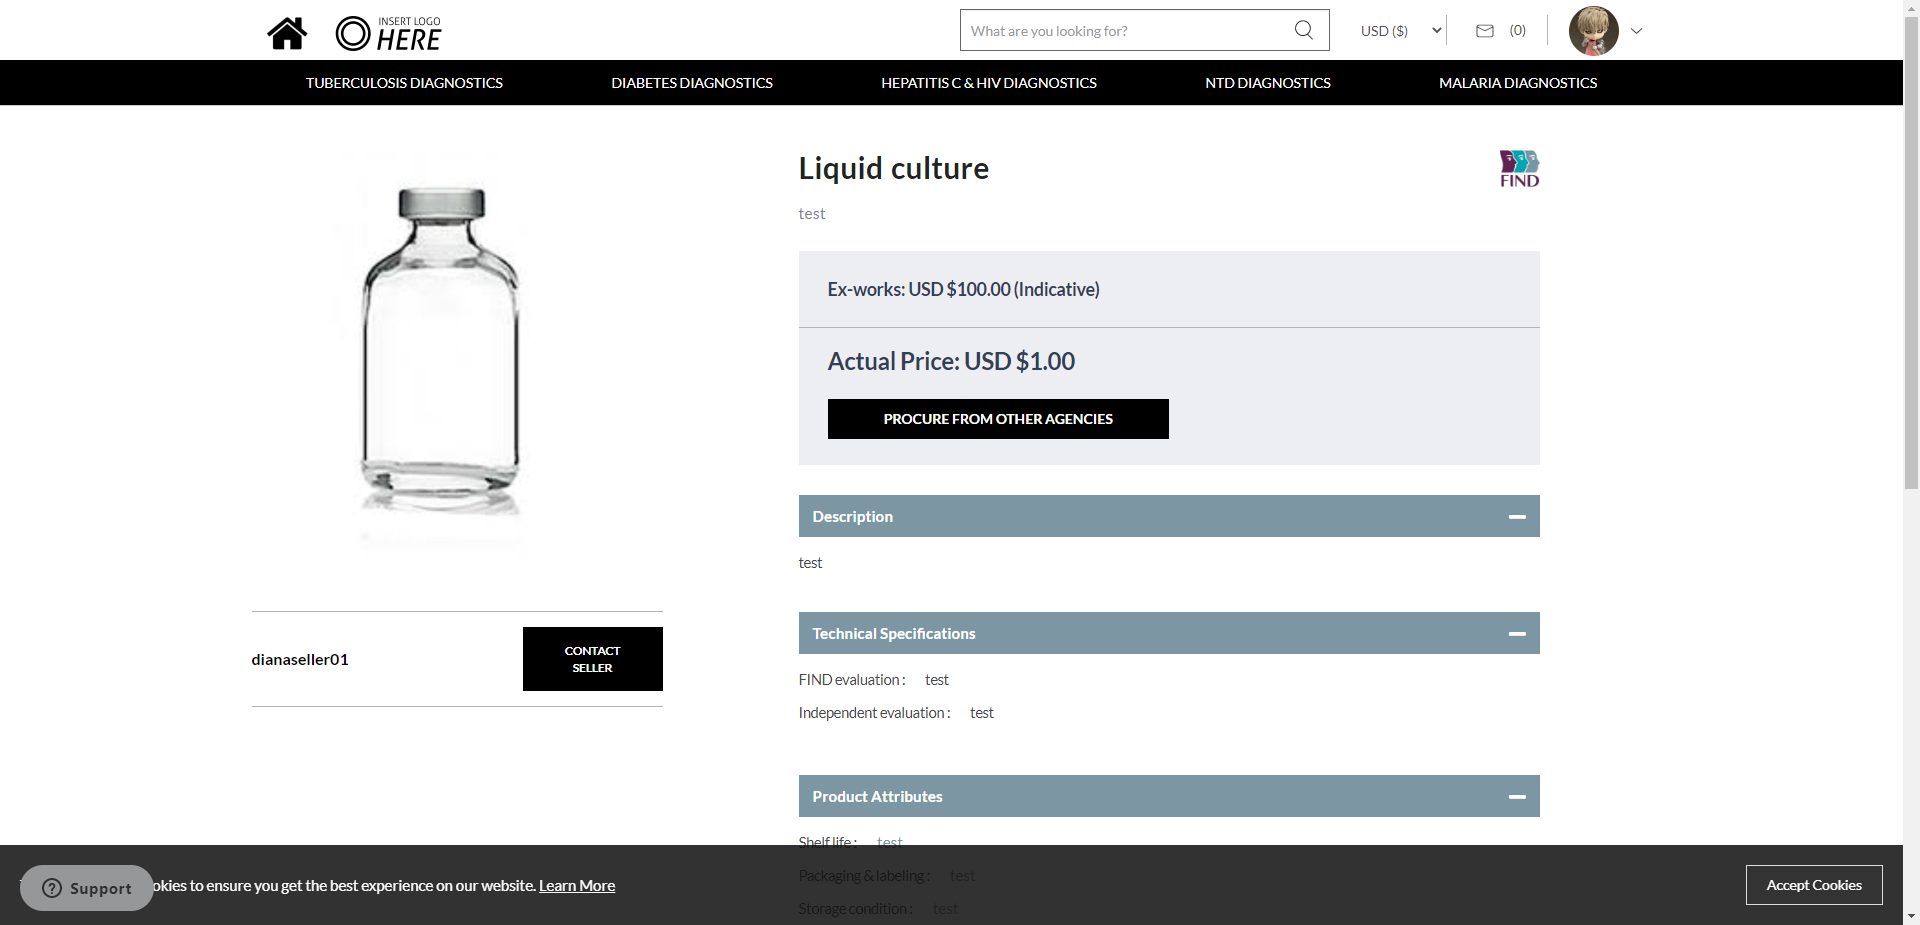 INSERT LOGO
HERE
What are you looking for?
USD ($)
(0)
TUBERCULOSIS DIAGNOSTICS
DIABETES DIAGNOSTICS
HEPATITIS C & HIV DIAGNOSTICS
NTD DIAGNOSTICS
MALARIA DIAGNOSTICS
Liquid culture
FIND
test
Ex-works: USD $100.00 (Indicative)
Actual Price: USD $1.00
PROCURE FROM OTHER AGENCIES
Description
test
dianaseller01
CONTACT
SELLER
Technical Specifications
FIND evaluation : test
Independent evaluation : test
Product Attributes
Shelf life : test
Packaging & labeling : test
Storage condition : test
Support
okies to ensure you get the best experience on our website. Learn More
Accept Cookies